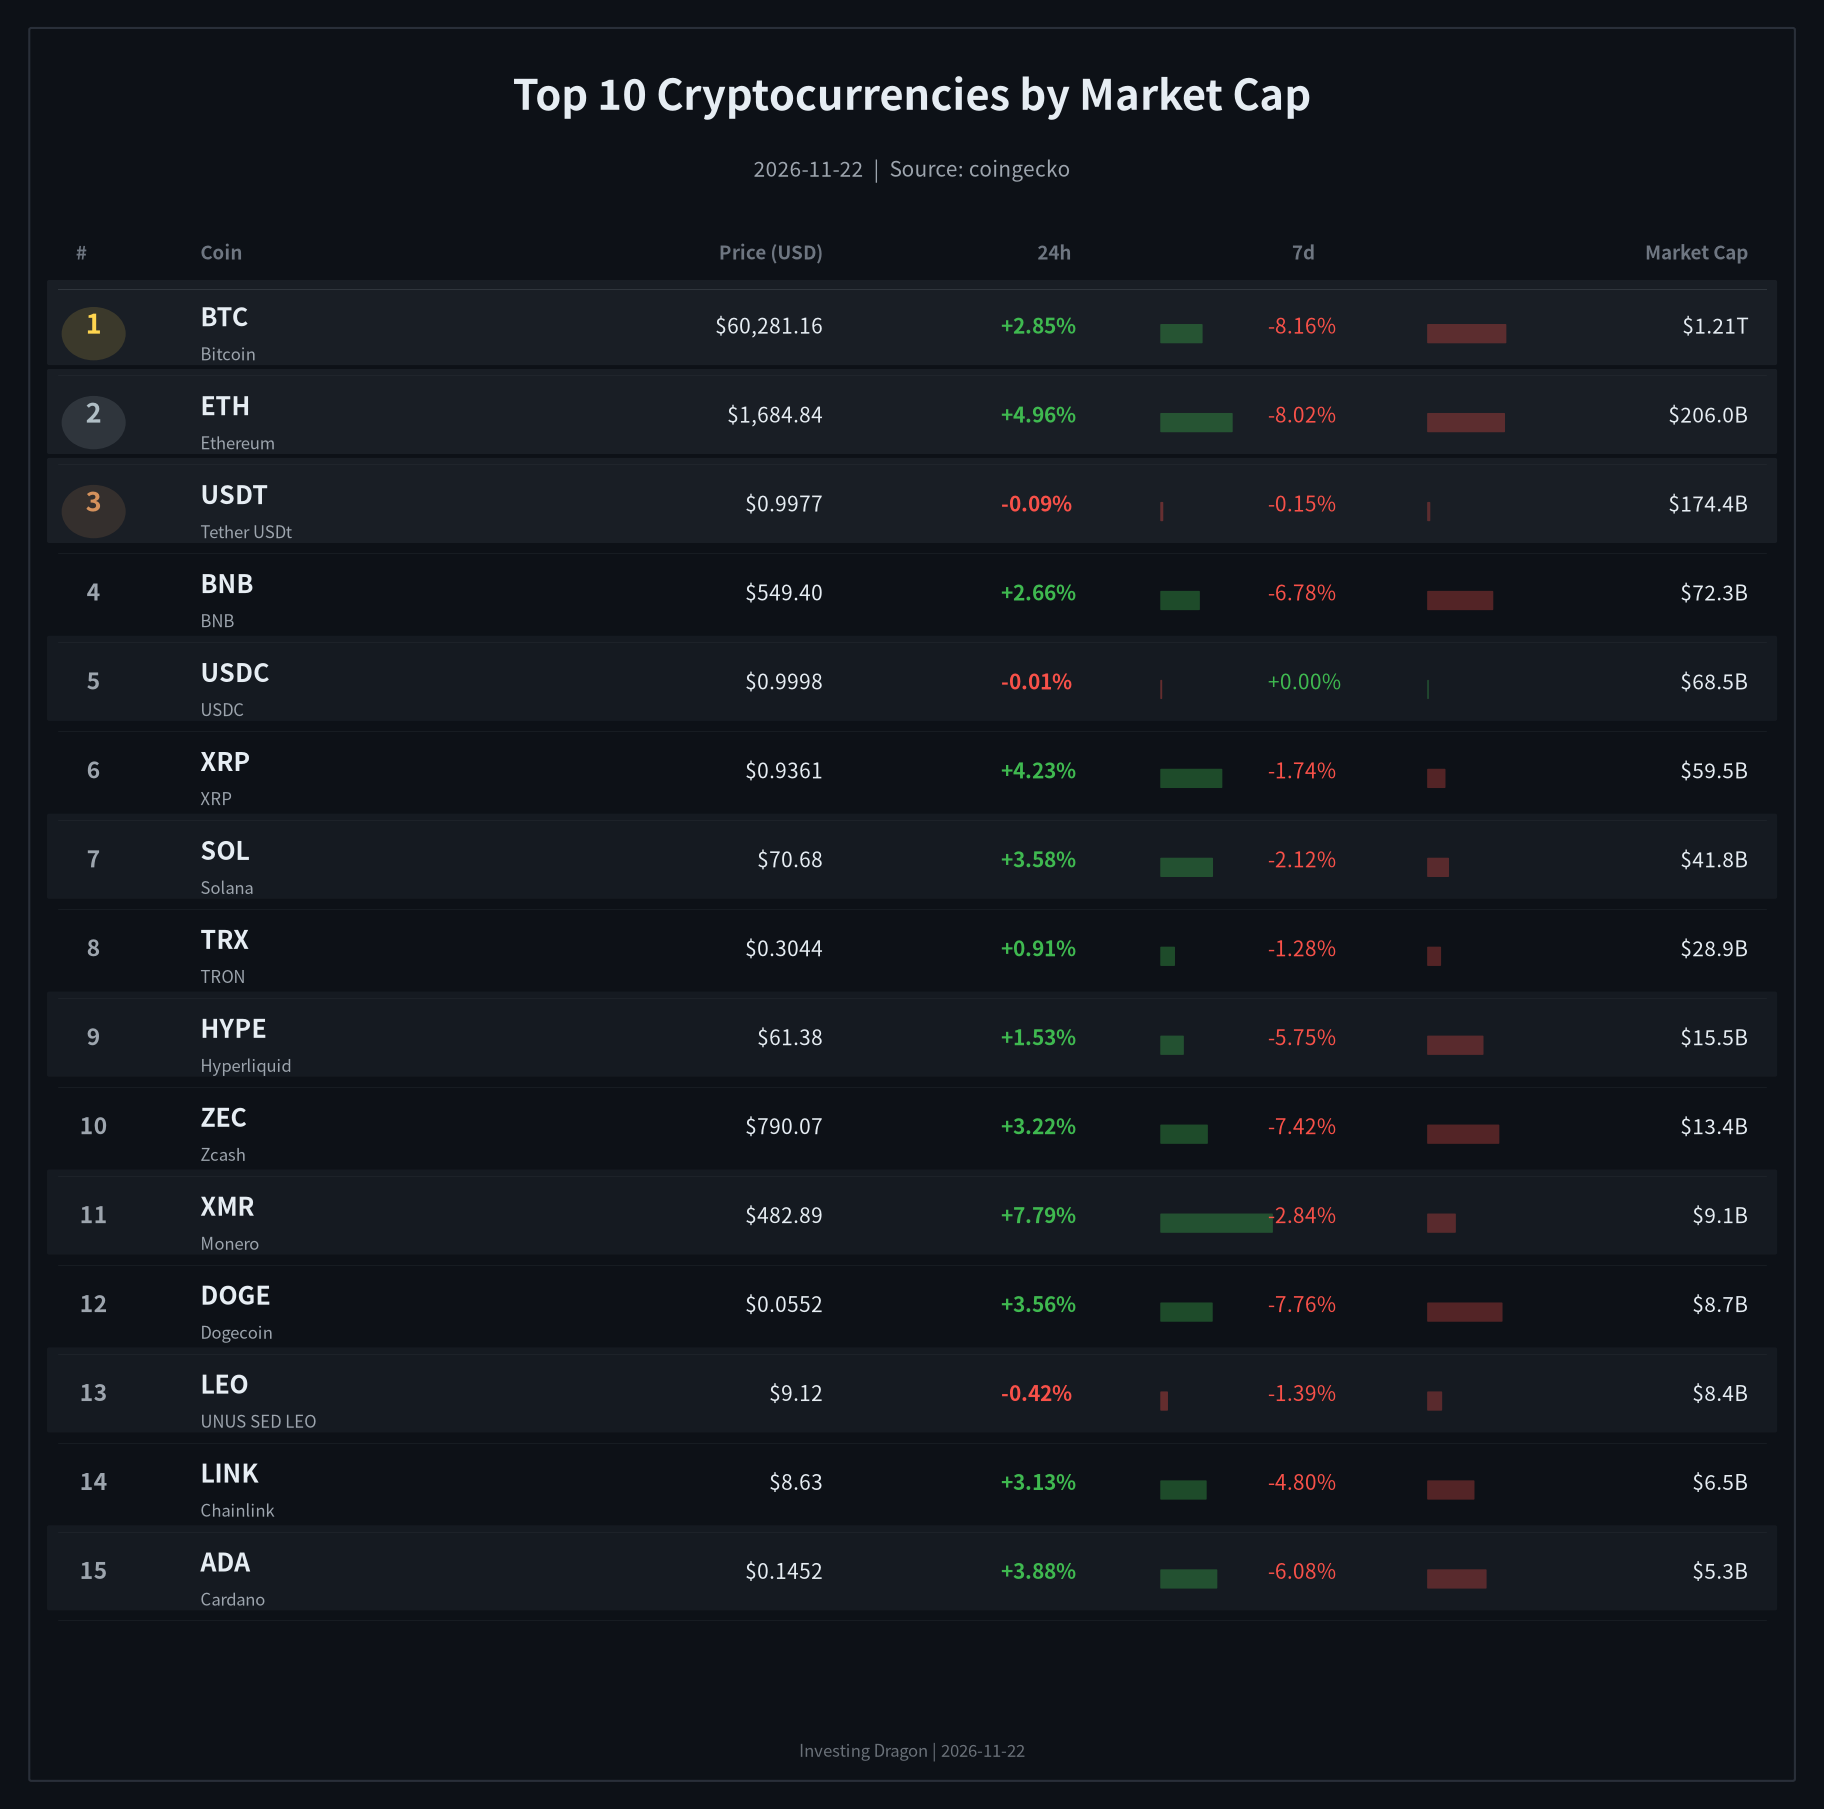 Top 10 Cryptocurrencies by Market Cap
2026-11-22 | Source: coingecko
# Coin Price (USD) 24h 7d Market Cap
1 BTC $60,281.16 +2.85% -8.16% $1.21T
Bitcoin
2 ETH $1,684.84 +4.96% -8.02% $206.0B
Ethereum
3 USDT $0.9977 -0.09% -0.15% $174.4B
Tether USDt
4 BNB $549.40 +2.66% -6.78% $72.3B
BNB
5 USDC $0.9998 -0.01% +0.00% $68.5B
USDC
6 XRP $0.9361 +4.23% -1.74% $59.5B
XRP
7 SOL $70.68 +3.58% -2.12% $41.8B
Solana
8 TRX $0.3044 +0.91% -1.28% $28.9B
TRON
9 HYPE $61.38 +1.53% -5.75% $15.5B
Hyperliquid
10 ZEC $790.07 +3.22% -7.42% $13.4B
Zcash
11 XMR $482.89 +7.79% -2.84% $9.1B
Monero
12 DOGE $0.0552 +3.56% -7.76% $8.7B
Dogecoin
13 LEO $9.12 -0.42% -1.39% $8.4B
UNUS SED LEO
14 LINK $8.63 +3.13% -4.80% $6.5B
Chainlink
15 ADA $0.1452 +3.88% -6.08% $5.3B
Cardano
Investing Dragon | 2026-11-22